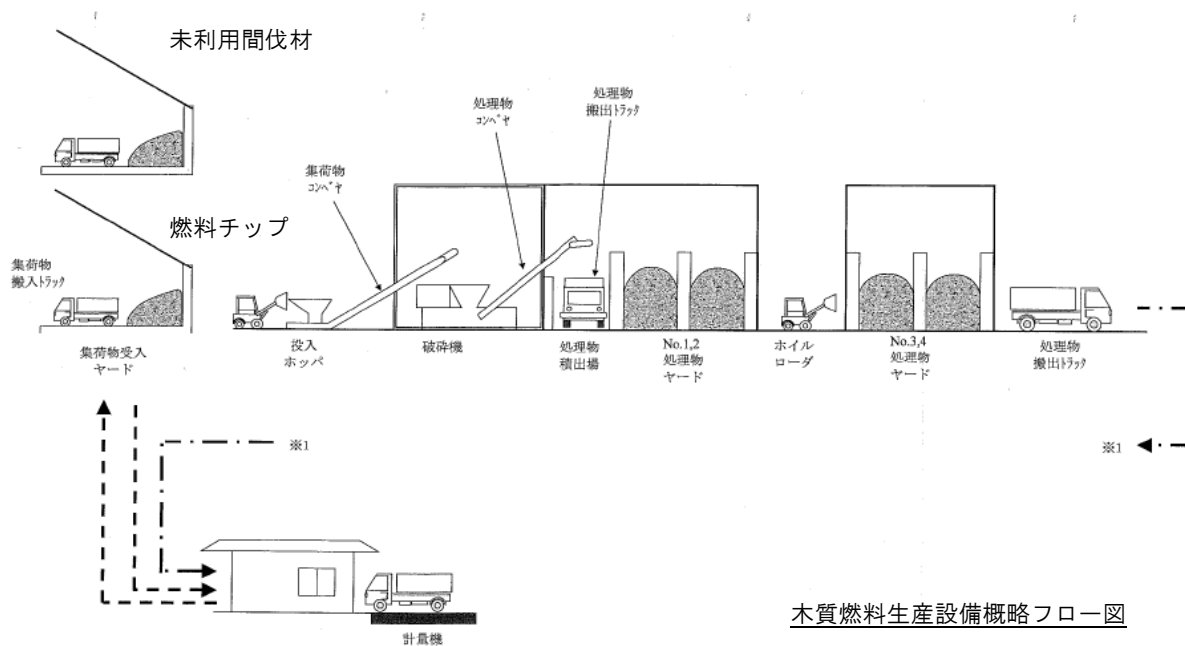 未利用間伐材
処理物
搬出トラック
処理物
コンベヤ
集荷物
コンベヤ
燃料チップ
集荷物
搬入トラック
集荷物受入
ヤード
投入
ホッパ
破砕機
処理物
積出場
No.1,2
処理物
ヤード
ホイル
ローダ
No.3,4
処理物
ヤード
処理物
搬出トラック
※1
※1
計量機
木質燃料生産設備概略フロー図